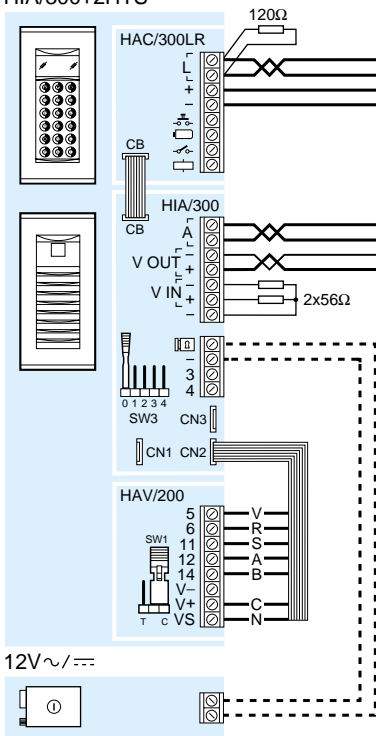 HIA/300+2HTS
120Ω
HAC/300LR
L
+
–
CB
CB
HIA/300
A
V OUT
–
+
V IN
–
+
–
2x56Ω
Ω
–
3
4
0 1 2 3 4
SW3
CN3
CN1 CN2
HAV/200
5 V
6 R
11 S
12 A
14 B
V–
V+ C
VS N
SW1
T C
12V~/⎓